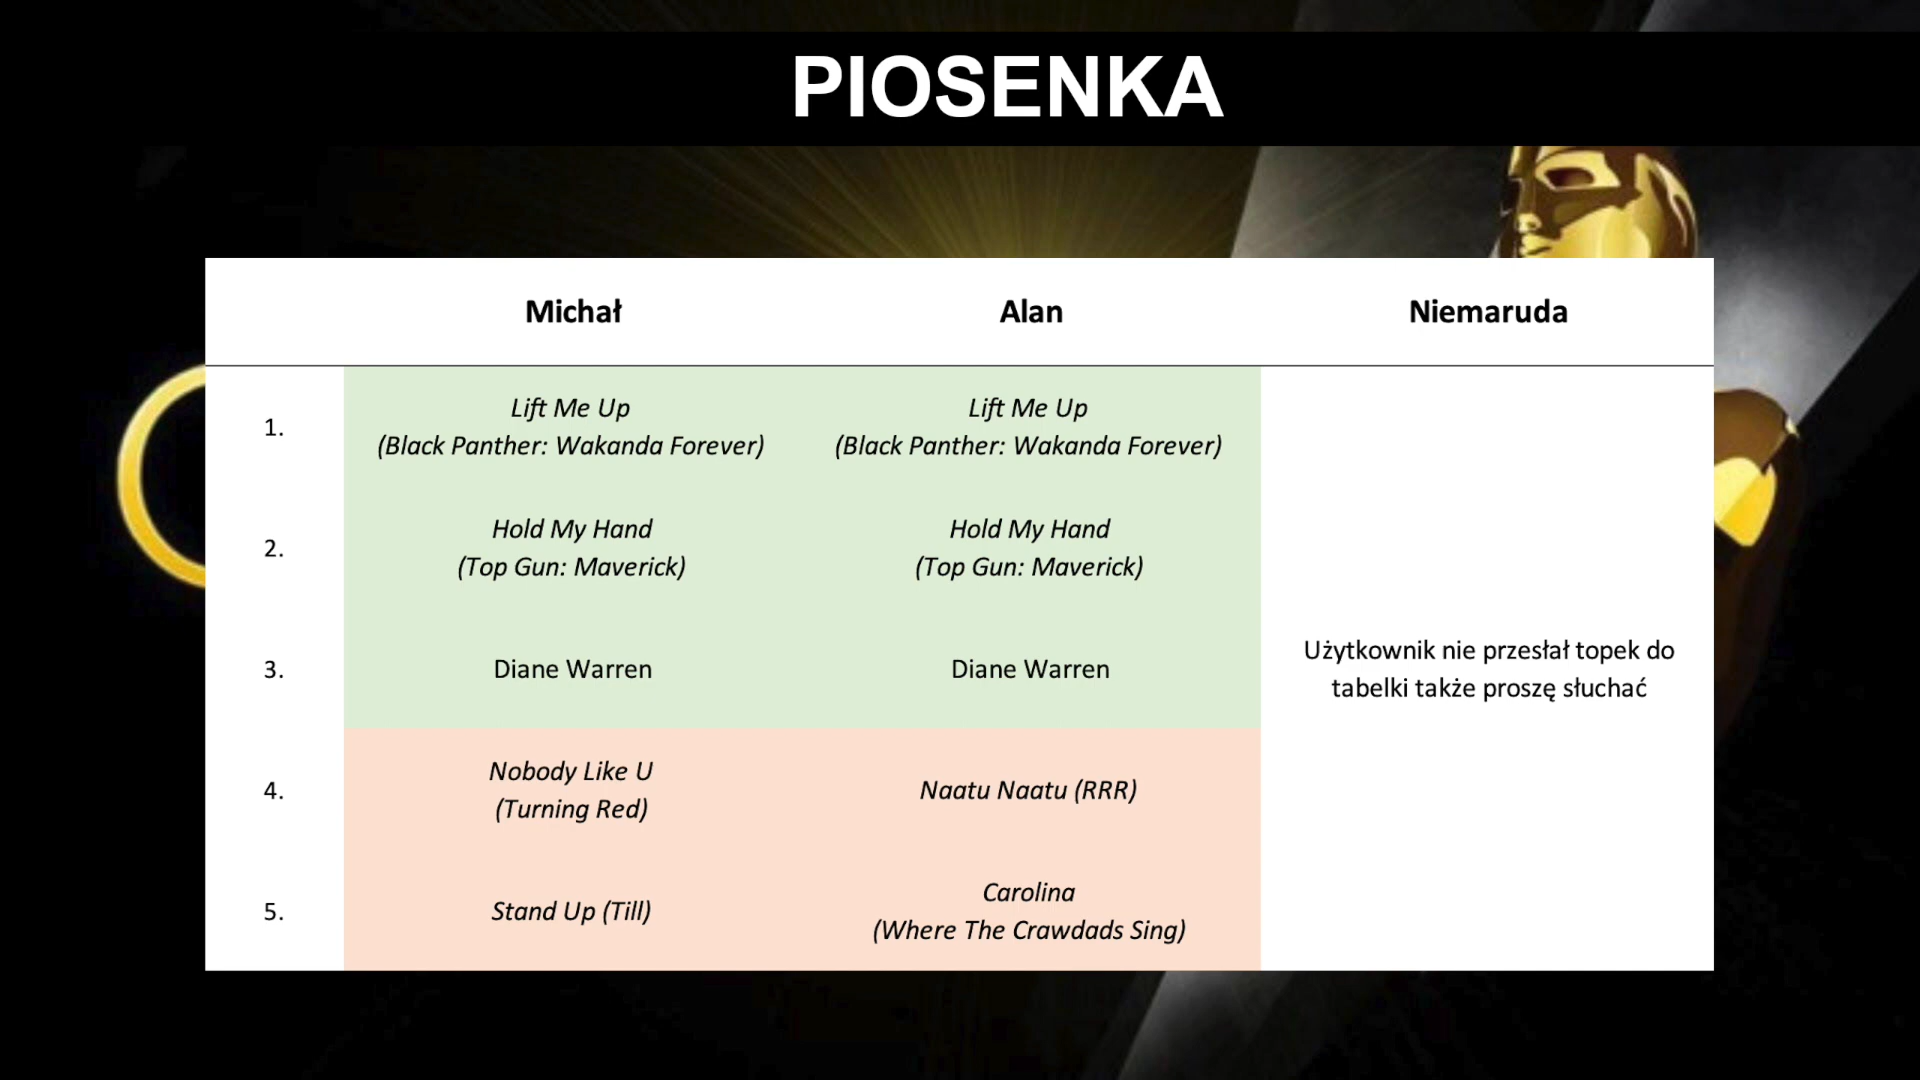 PIOSENKA
Michał Alan Niemaruda
1. Lift Me Up Lift Me Up
(Black Panther: Wakanda Forever) (Black Panther: Wakanda Forever)
2. Hold My Hand Hold My Hand
(Top Gun: Maverick) (Top Gun: Maverick)
3. Diane Warren Diane Warren
Użytkownik nie przesłał topek do
tabelki także proszę słuchać
4. Nobody Like U
(Turning Red)
Naatu Naatu (RRR)
5. Stand Up (Till)
Carolina
(Where The Crawdads Sing)